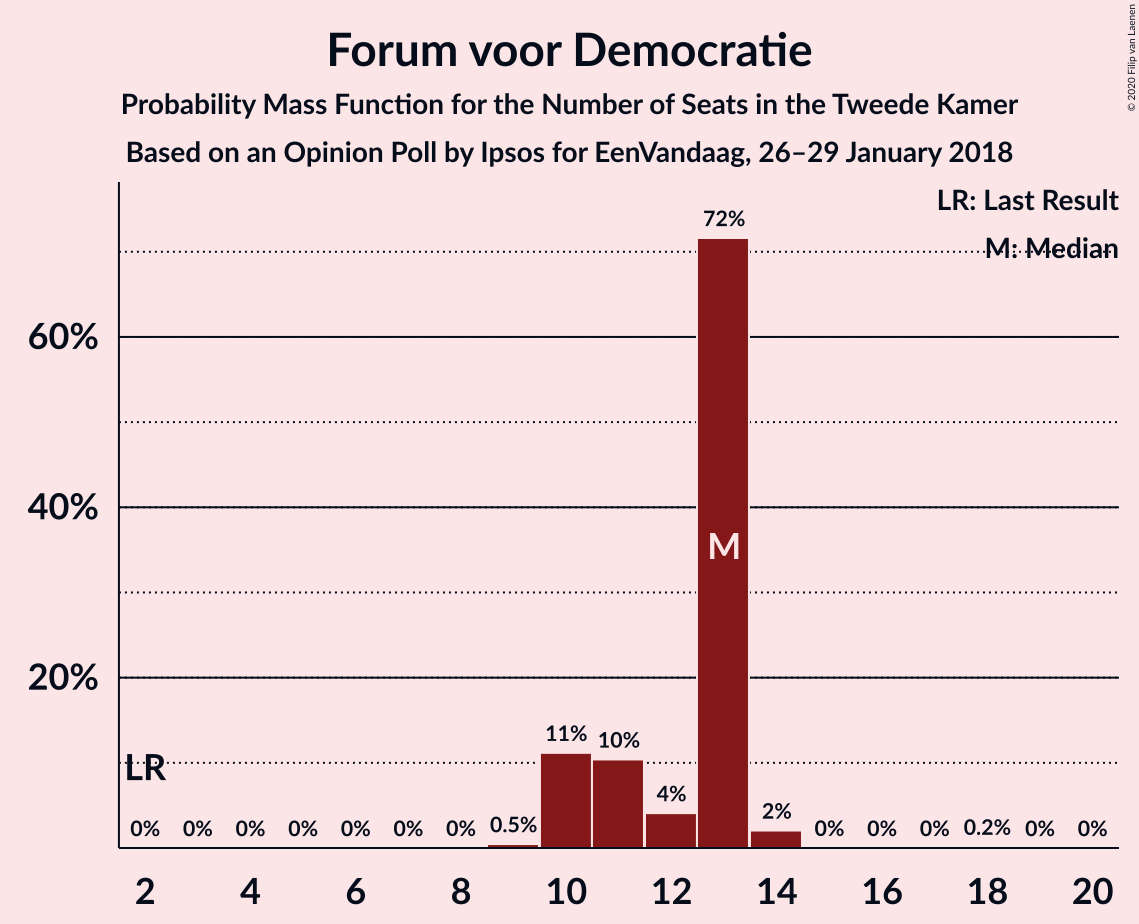 Forum voor Democratie
Probability Mass Function for the Number of Seats in the Tweede Kamer
Based on an Opinion Poll by Ipsos for EenVandaag, 26–29 January 2018
© 2020 Filip van Laenen
LR: Last Result
M: Median
72%
60%
40%
M
20%
LR
0% 0% 0% 0% 0% 0% 0% 0.5% 11% 10% 4% 2% 0% 0% 0% 0.2% 0% 0%
2 4 6 8 10 12 14 16 18 20